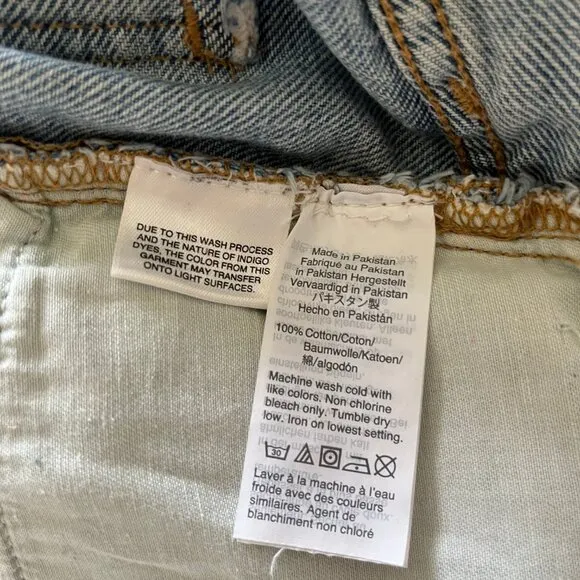 DUE TO THIS WASH PROCESS
AND THE NATURE OF INDIGO
DYES, THE COLOR FROM THIS
GARMENT MAY TRANSFER
ONTO LIGHT SURFACES.
Made in Pakistan
Fabriqué au Pakistan
in Pakistan Hergestellt
Vervaardigd in Pakistan
パキスタン製
Hecho en Pakistán
100% Cotton/Coton/
Baumwolle/Katoen/
綿/algodón
Machine wash cold with
like colors. Non chlorine
bleach only. Tumble dry
low. Iron on lowest setting.
30
Laver à la machine à l'eau
froide avec des couleurs
similaires. Agent de
blanchiment non chloré